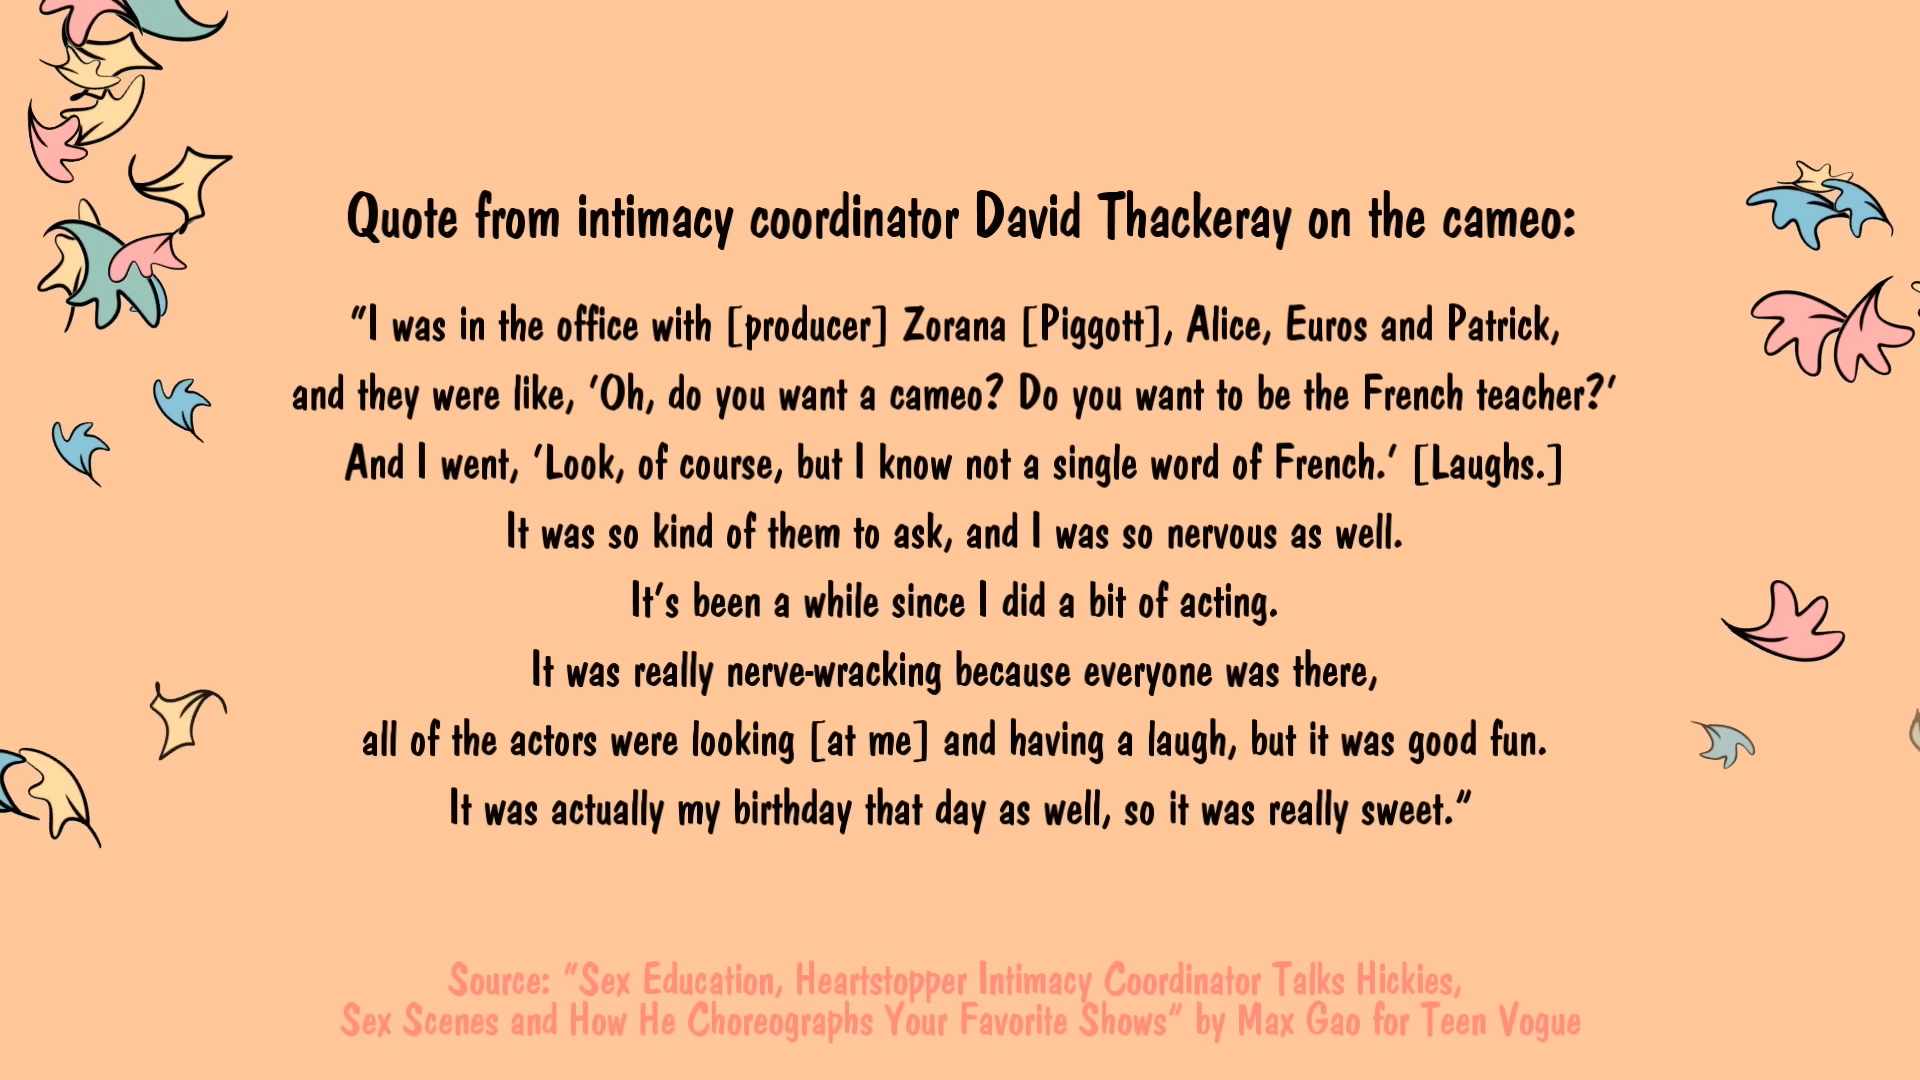 Quote from intimacy coordinator David Thackeray on the cameo:
"I was in the office with [producer] Zorana [Piggott], Alice, Euros and Patrick,
and they were like, 'Oh, do you want a cameo? Do you want to be the French teacher?'
And I went, 'Look, of course, but I know not a single word of French.' [Laughs.]
It was so kind of them to ask, and I was so nervous as well.
It's been a while since I did a bit of acting.
It was really nerve-wracking because everyone was there,
all of the actors were looking [at me] and having a laugh, but it was good fun.
It was actually my birthday that day as well, so it was really sweet."
Source: "Sex Education, Heartstopper Intimacy Coordinator Talks Hickies,
Sex Scenes and How He Choreographs Your Favorite Shows" by Max Gao for Teen Vogue